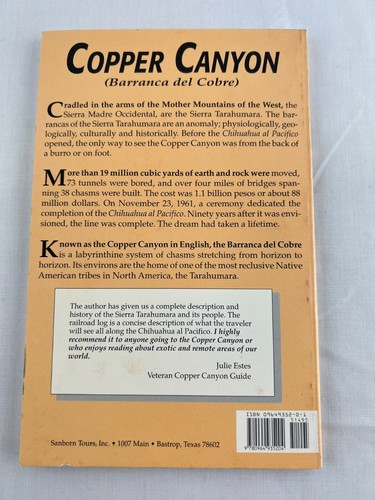 COPPER CANYON
(Barranca del Cobre)
Cradled in the arms of the Mother Mountains of the West, the
Sierra Madre Occidental, are the Sierra Tarahumara. The bar-
rancas of the Sierra Tarahumara are an anomaly; physiologically, geo-
logically, culturally and historically. Before the Chihuahua al Pacifico
opened, the only way to see the Copper Canyon was from the back
of a burro or on foot.
More than 19 million cubic yards of earth and rock were moved,
73 tunnels were bored, and over four miles of bridges span-
ning 38 chasms were built. The cost was 1.1 billion pesos or about 88
million dollars. On November 23, 1961, a ceremony dedicated the
completion of the Chihuahua al Pacifico. Ninety years after it was envi-
sioned, the line was complete. The dream had taken a lifetime.
Known as the Copper Canyon in English, the Barranca del Cobre
is a labyrinthine system of chasms stretching from horizon to
horizon. Its environs are the home of one of the most reclusive Native
American tribes in North America, the Tarahumara.
The author has given us a complete description and
history of the Sierra Tarahumara and its people. The
railroad log is a concise description of what the traveler
will see all along the Chihuahua al Pacifico. I highly
recommend it to anyone going to the Copper Canyon or
who enjoys reading about exotic and remote areas of our
world.
Julie Estes
Veteran Copper Canyon Guide
Sanborn Tours, Inc. • 1007 Main • Bastrop, Texas 78602
ISBN 0-9649352-0-1
51495
9 780964 935204